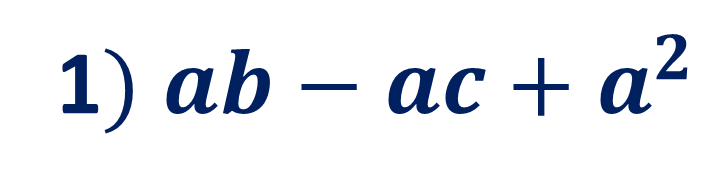 1) ab − ac + a²